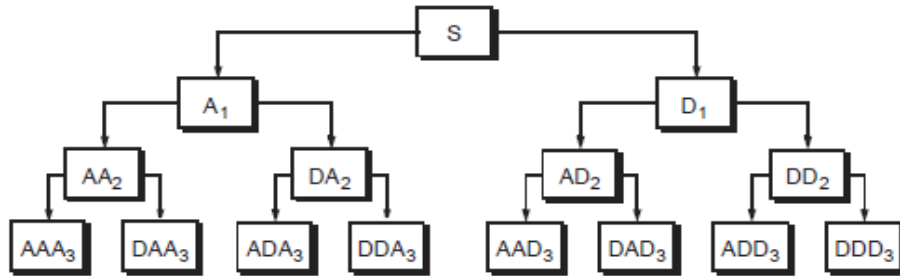 S
A₁ D₁
AA₂ DA₂ AD₂ DD₂
AAA₃ DAA₃ ADA₃ DDA₃ AAD₃ DAD₃ ADD₃ DDD₃